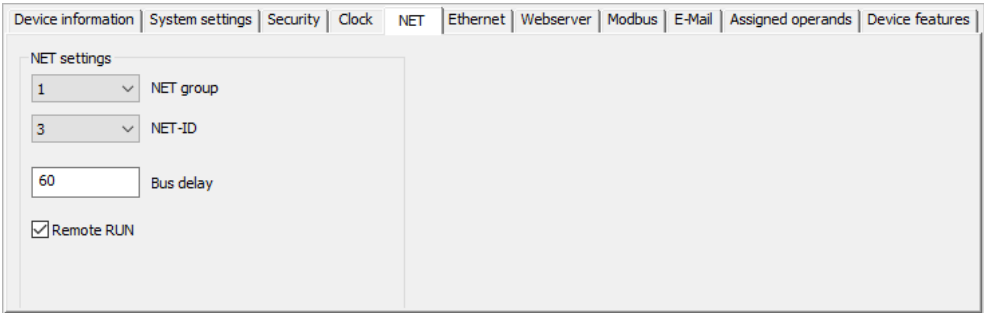 Device information System settings Security Clock NET Ethernet Webserver Modbus E-Mail Assigned operands Device features
NET settings
1 NET group
3 NET-ID
60 Bus delay
Remote RUN